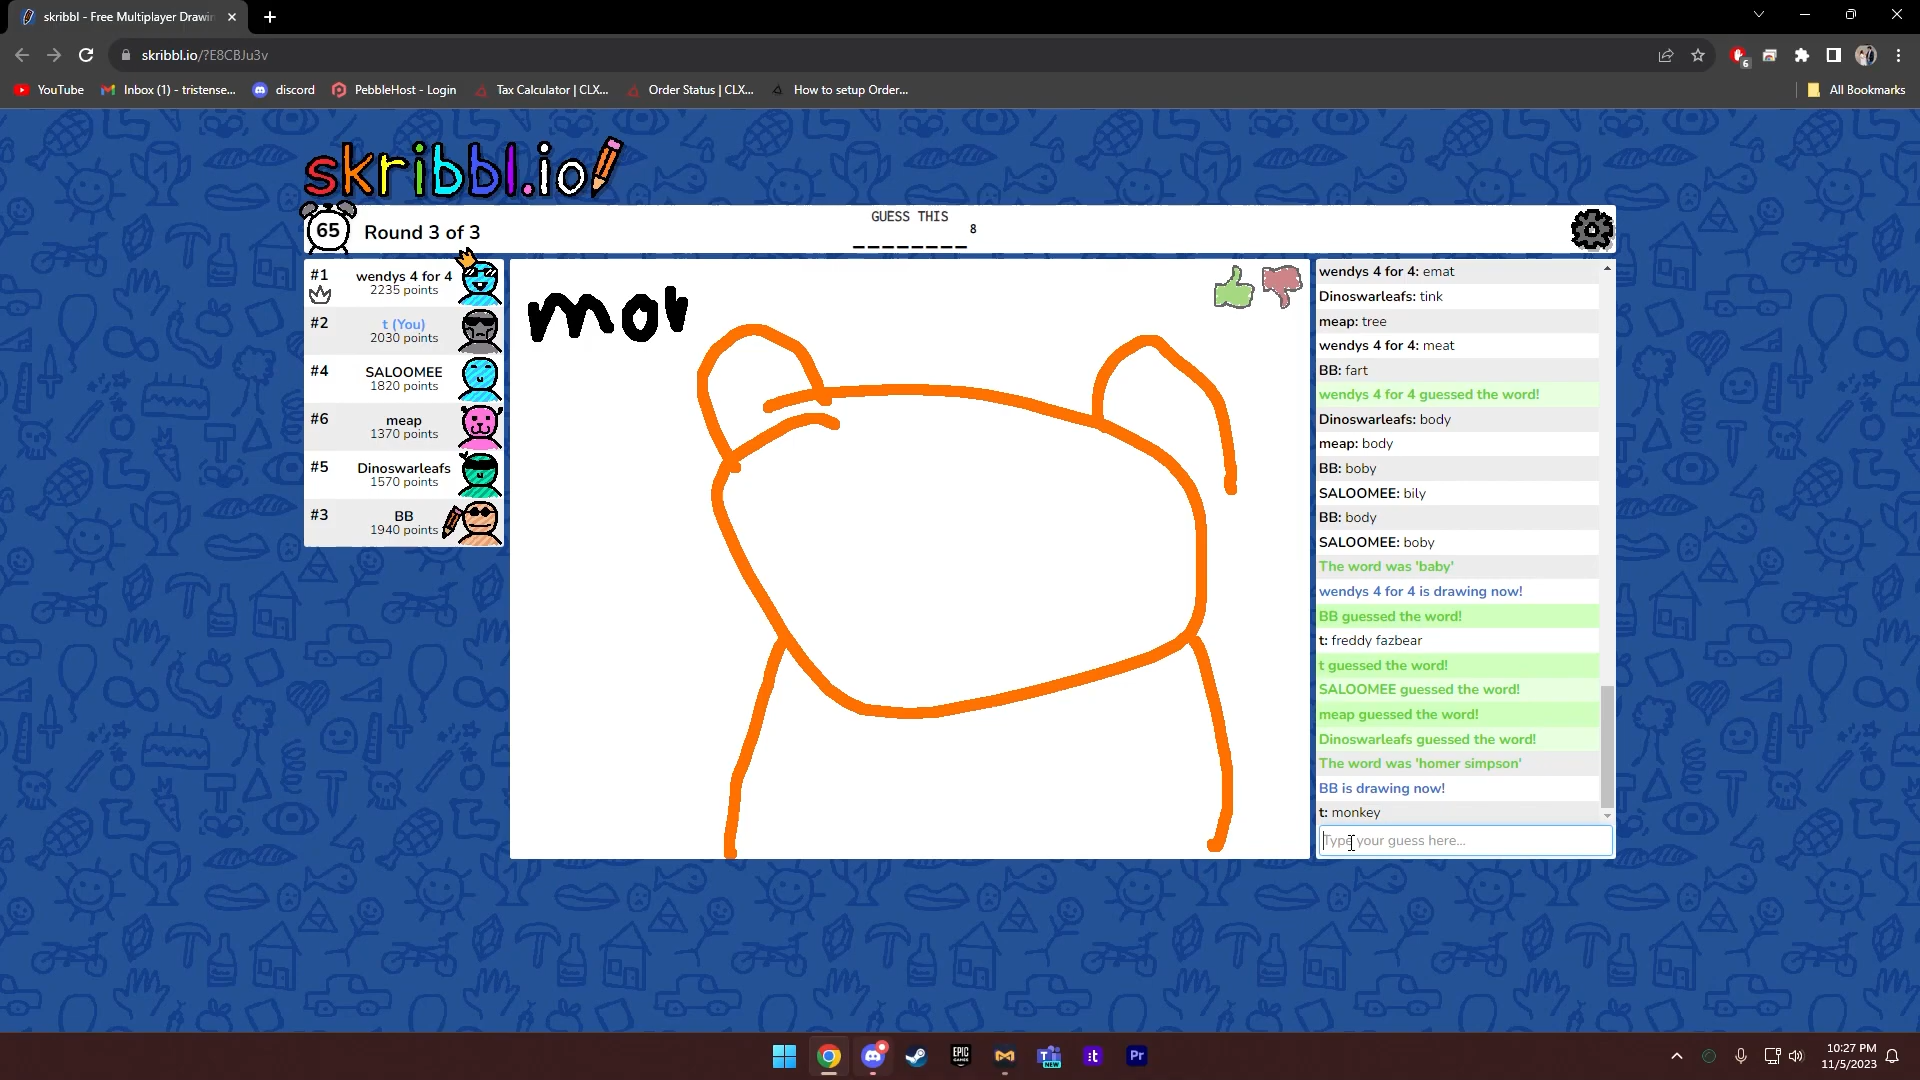 skribbl - Free Multiplayer Drawin
skribbl.io/?E8CBJu3v
6
YouTube
Inbox (1) - tristense...
discord
PebbleHost - Login
Tax Calculator | CLX...
Order Status | CLX...
How to setup Order...
All Bookmarks
skribbl.io
65
Round 3 of 3
GUESS THIS
________ 8
#1
wendys 4 for 4
2235 points
#2
t (You)
2030 points
#4
SALOOMEE
1820 points
#6
meap
1370 points
#5
Dinoswarleafs
1570 points
#3
BB
1940 points
wendys 4 for 4: emat
Dinoswarleafs: tink
meap: tree
wendys 4 for 4: meat
BB: fart
wendys 4 for 4 guessed the word!
Dinoswarleafs: body
meap: body
BB: boby
SALOOMEE: bily
BB: body
SALOOMEE: boby
The word was 'baby'
wendys 4 for 4 is drawing now!
BB guessed the word!
t: freddy fazbear
t guessed the word!
SALOOMEE guessed the word!
meap guessed the word!
Dinoswarleafs guessed the word!
The word was 'homer simpson'
BB is drawing now!
t: monkey
Type your guess here...
EPIC
GAMES
NEW
:t
Pr
10:27 PM
11/5/2023